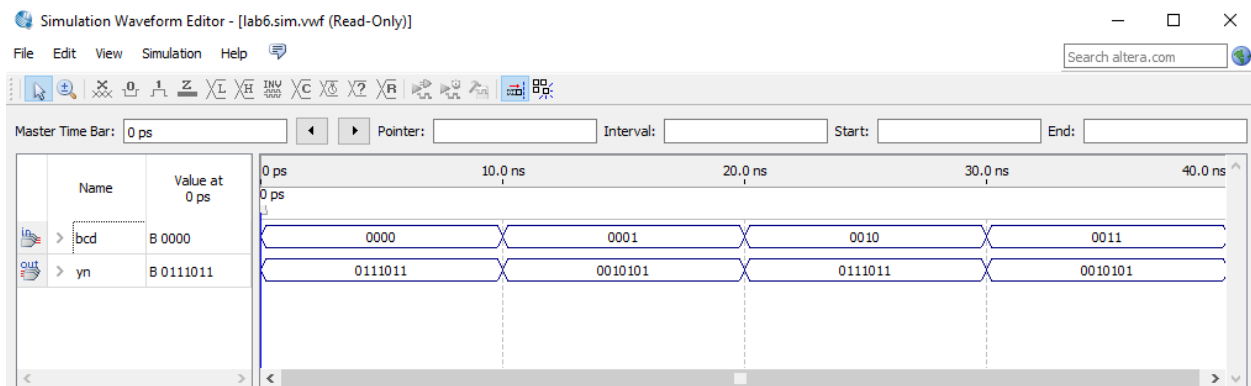 Simulation Waveform Editor - [lab6.sim.vwf (Read-Only)]
File Edit View Simulation Help
Search altera.com
Master Time Bar: 0 ps Pointer: Interval: Start: End:
Name Value at 0 ps 0 ps 10.0 ns 20.0 ns 30.0 ns 40.0 ns
0 ps
in bcd B 0000 0000 0001 0010 0011
out yn B 0111011 0111011 0010101 0111011 0010101